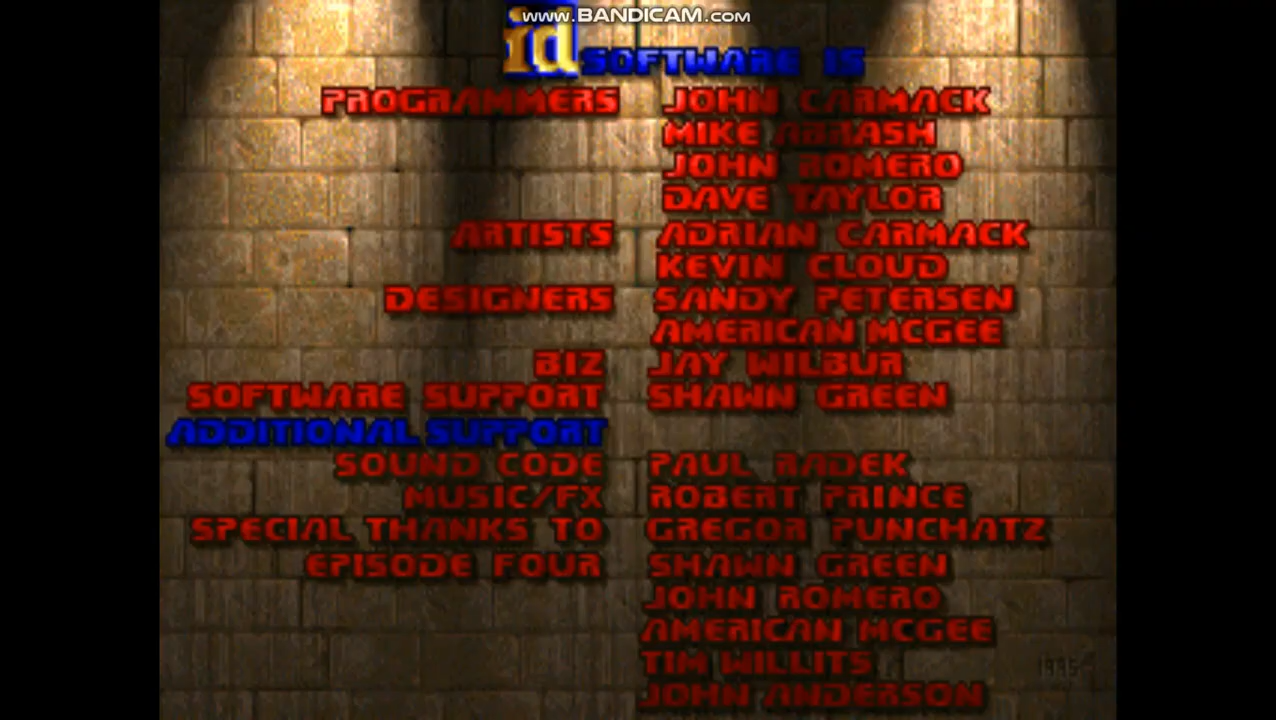 www.BANDICAM.com
id SOFTWARE IS
PROGRAMMERS JOHN CARMACK
MIKE ABRASH
JOHN ROMERO
DAVE TAYLOR
ARTISTS ADRIAN CARMACK
KEVIN CLOUD
DESIGNERS SANDY PETERSEN
AMERICAN MCGEE
BIZ JAY WILBUR
SOFTWARE SUPPORT SHAWN GREEN
ADDITIONAL SUPPORT
SOUND CODE PAUL RADEK
MUSIC/FX ROBERT PRINCE
SPECIAL THANKS TO GREGOR PUNCHATZ
EPISODE FOUR SHAWN GREEN
JOHN ROMERO
AMERICAN MCGEE
TIM WILLITS
1995
JOHN ANDERSON